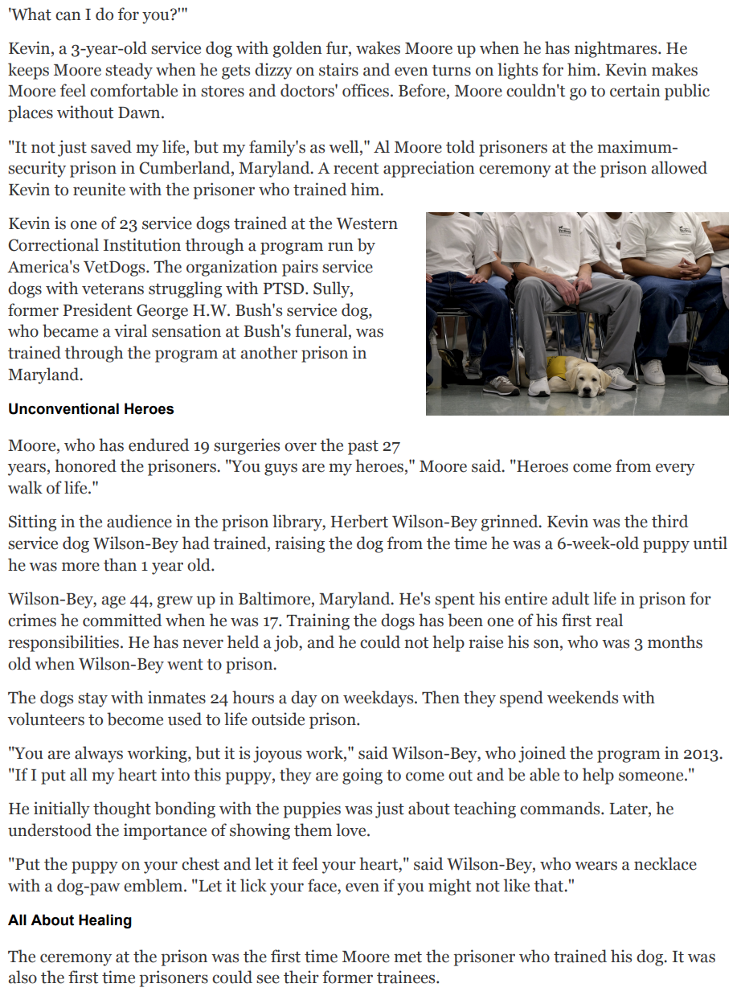 'What can I do for you?'"
Kevin, a 3-year-old service dog with golden fur, wakes Moore up when he has nightmares. He
keeps Moore steady when he gets dizzy on stairs and even turns on lights for him. Kevin makes
Moore feel comfortable in stores and doctors' offices. Before, Moore couldn't go to certain public
places without Dawn.
"It not just saved my life, but my family's as well," Al Moore told prisoners at the maximum-
security prison in Cumberland, Maryland. A recent appreciation ceremony at the prison allowed
Kevin to reunite with the prisoner who trained him.
Kevin is one of 23 service dogs trained at the Western
Correctional Institution through a program run by
America's VetDogs. The organization pairs service
dogs with veterans struggling with PTSD. Sully,
former President George H.W. Bush's service dog,
who became a viral sensation at Bush's funeral, was
trained through the program at another prison in
Maryland.
Unconventional Heroes
Moore, who has endured 19 surgeries over the past 27
years, honored the prisoners. "You guys are my heroes," Moore said. "Heroes come from every
walk of life."
Sitting in the audience in the prison library, Herbert Wilson-Bey grinned. Kevin was the third
service dog Wilson-Bey had trained, raising the dog from the time he was a 6-week-old puppy until
he was more than 1 year old.
Wilson-Bey, age 44, grew up in Baltimore, Maryland. He's spent his entire adult life in prison for
crimes he committed when he was 17. Training the dogs has been one of his first real
responsibilities. He has never held a job, and he could not help raise his son, who was 3 months
old when Wilson-Bey went to prison.
The dogs stay with inmates 24 hours a day on weekdays. Then they spend weekends with
volunteers to become used to life outside prison.
"You are always working, but it is joyous work," said Wilson-Bey, who joined the program in 2013.
"If I put all my heart into this puppy, they are going to come out and be able to help someone."
He initially thought bonding with the puppies was just about teaching commands. Later, he
understood the importance of showing them love.
"Put the puppy on your chest and let it feel your heart," said Wilson-Bey, who wears a necklace
with a dog-paw emblem. "Let it lick your face, even if you might not like that."
All About Healing
The ceremony at the prison was the first time Moore met the prisoner who trained his dog. It was
also the first time prisoners could see their former trainees.